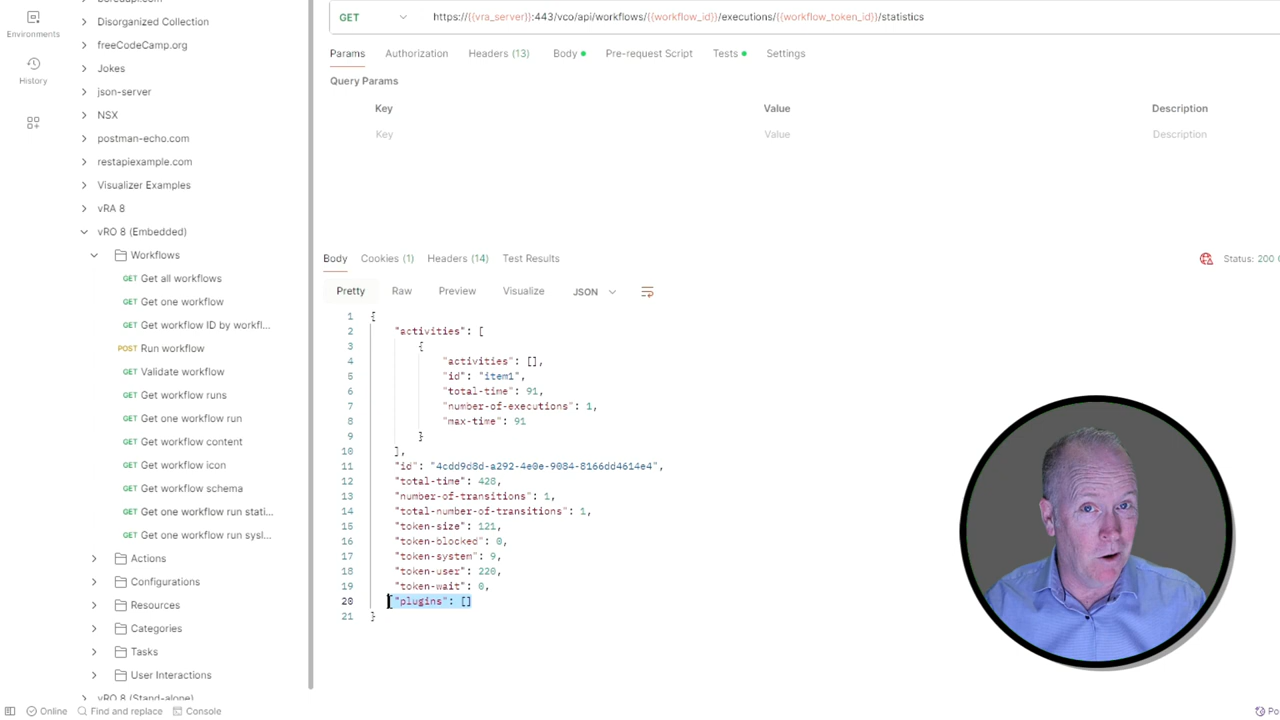 boredapi.com
Disorganized Collection
freeCodeCamp.org
Jokes
json-server
NSX
postman-echo.com
restapiexample.com
Visualizer Examples
vRA 8
vRO 8 (Embedded)
Workflows
GET Get all workflows
GET Get one workflow
GET Get workflow ID by workfl...
POST Run workflow
GET Validate workflow
GET Get workflow runs
GET Get one workflow run
GET Get workflow content
GET Get workflow icon
GET Get workflow schema
GET Get one workflow run stati...
GET Get one workflow run sysl...
Actions
Configurations
Resources
Categories
Tasks
User Interactions
vRO 8 (Stand-alone)
Environments
History
GET https://{{vra_server}}:443/vco/api/workflows/{{workflow_id}}/executions/{{workflow_token_id}}/statistics
Params Authorization Headers (13) Body Pre-request Script Tests Settings
Query Params
Key Value Description
Key Value Description
Body Cookies (1) Headers (14) Test Results Status: 200
Pretty Raw Preview Visualize JSON
1 {
2 "activities": [
3 {
4 "activities": [],
5 "id": "item1",
6 "total-time": 91,
7 "number-of-executions": 1,
8 "max-time": 91
9 }
10 ],
11 "id": "4cdd9d8d-a292-4e0e-9084-8166dd4614e4",
12 "total-time": 428,
13 "number-of-transitions": 1,
14 "total-number-of-transitions": 1,
15 "token-size": 121,
16 "token-blocked": 0,
17 "token-system": 9,
18 "token-user": 220,
19 "token-wait": 0,
20 "plugins": []
21 }
Online Find and replace Console